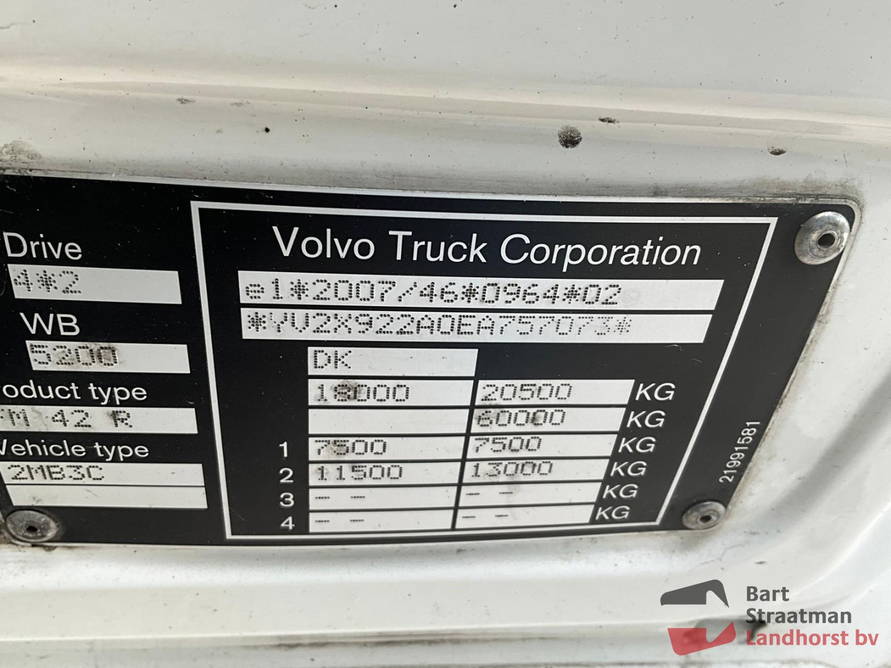 Drive
4*2
WB
5200
roduct type
FM 42 R
Vehicle type
2MB3C
Volvo Truck Corporation
e1*2007/46*0964*02
*YV2X922A0EA757073*
DK
18000 20500 KG
60000 KG
1 7500 7500 KG
2 11500 13000 KG
3 -- -- KG
4 -- -- KG
21991581
Bart
Straatman
Landhorst bv